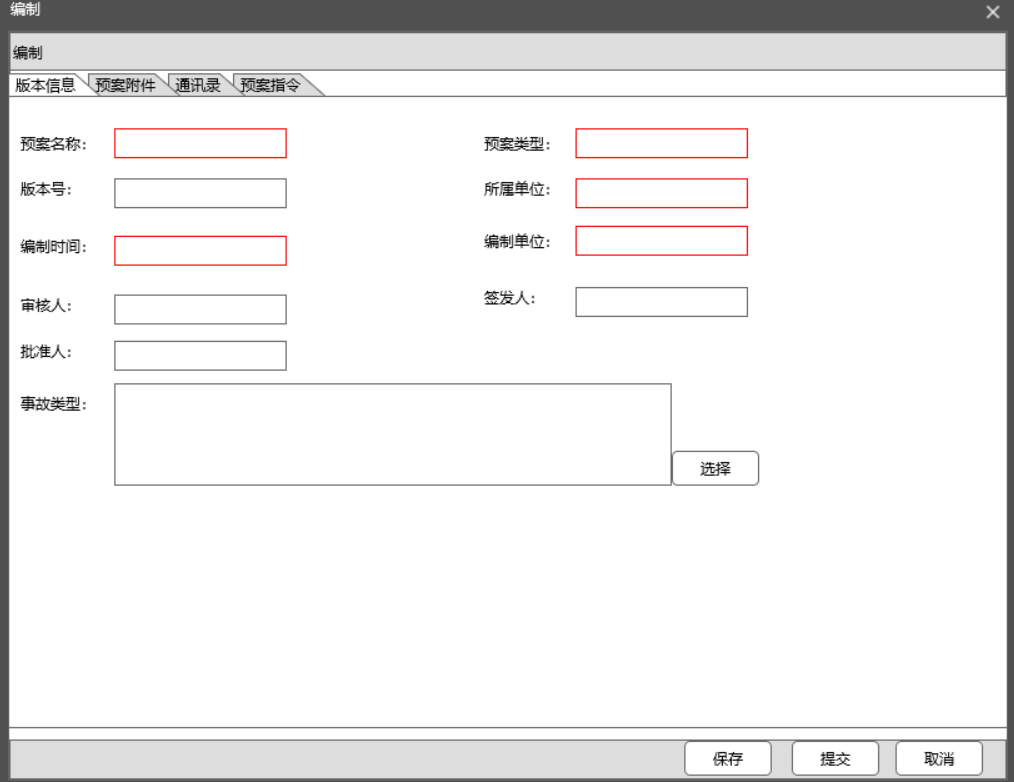 编制
编制
版本信息 预案附件 通讯录 预案指令
预案名称: 预案类型:
版本号: 所属单位:
编制时间: 编制单位:
审核人: 签发人:
批准人:
事故类型:
选择
保存 提交 取消